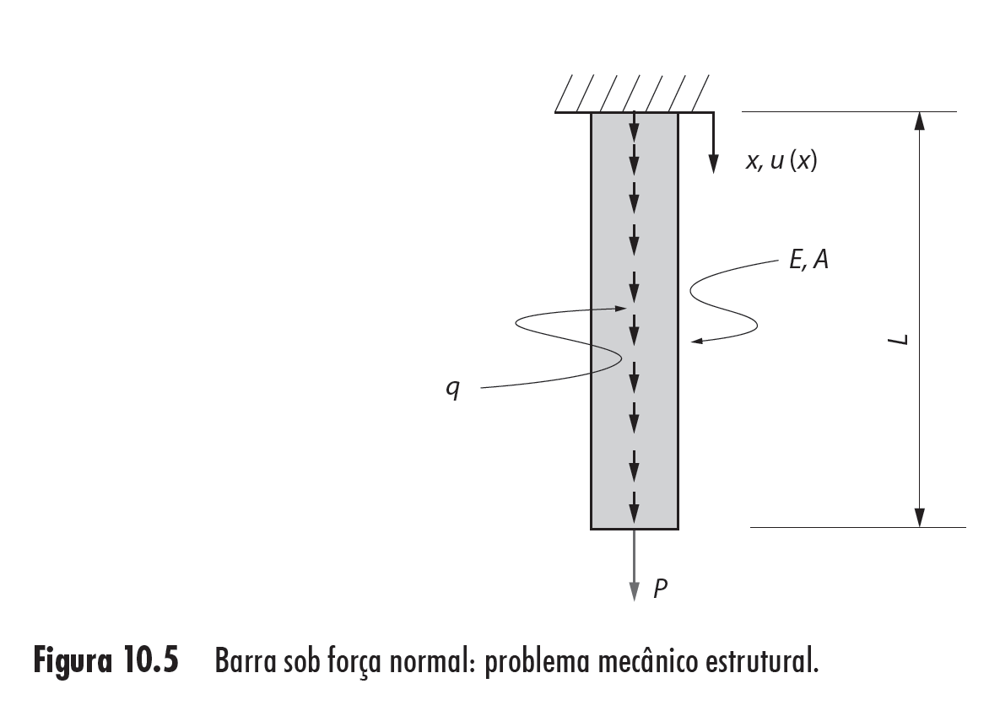 x, u (x)
E, A
L
q
P
Figura 10.5 Barra sob força normal: problema mecânico estrutural.